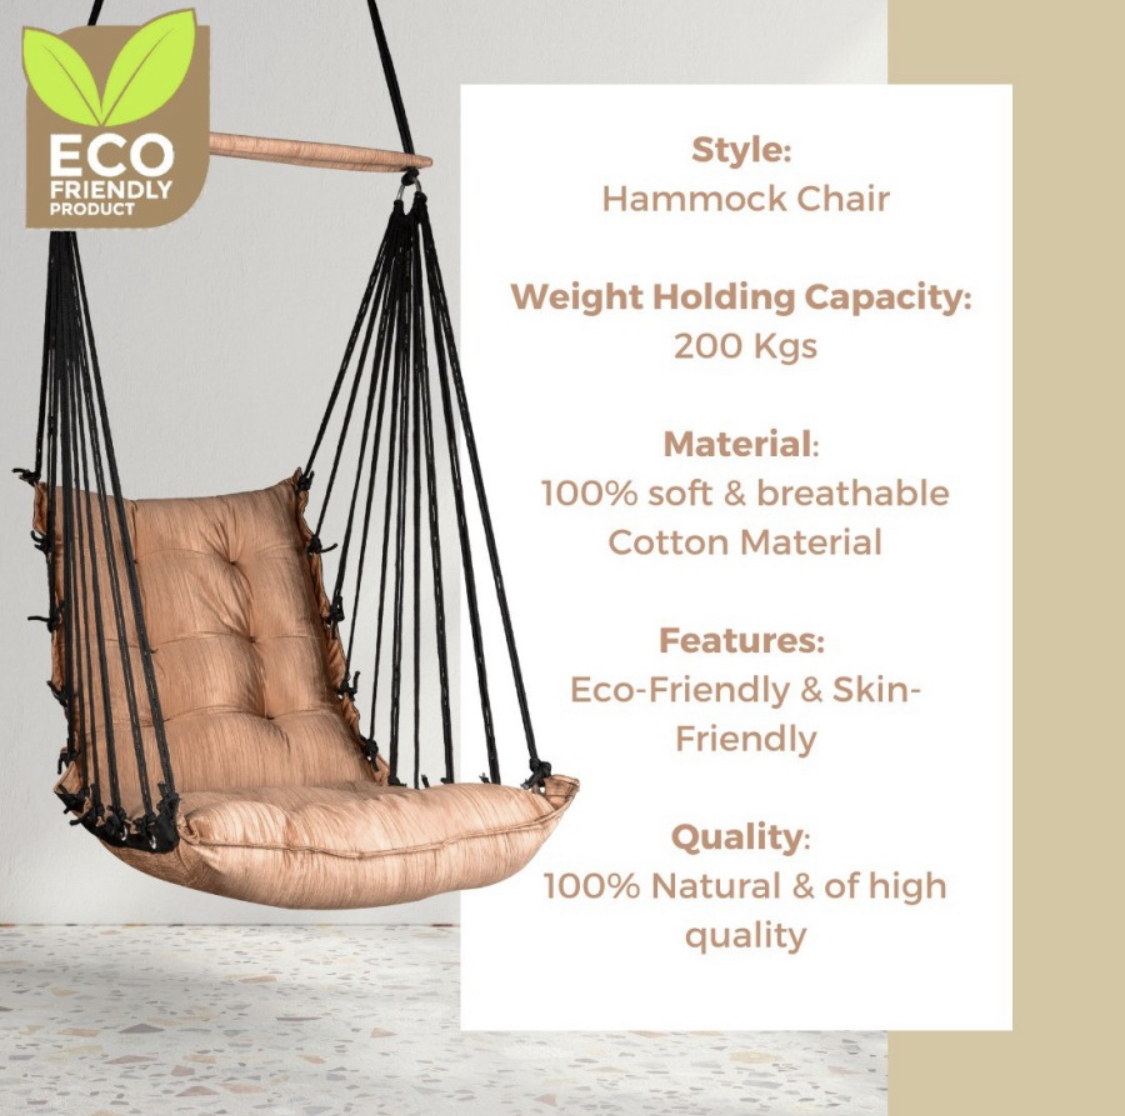 ECO
FRIENDLY
PRODUCT
Style:
Hammock Chair
Weight Holding Capacity:
200 Kgs
Material:
100% soft & breathable
Cotton Material
Features:
Eco-Friendly & Skin-
Friendly
Quality:
100% Natural & of high
quality